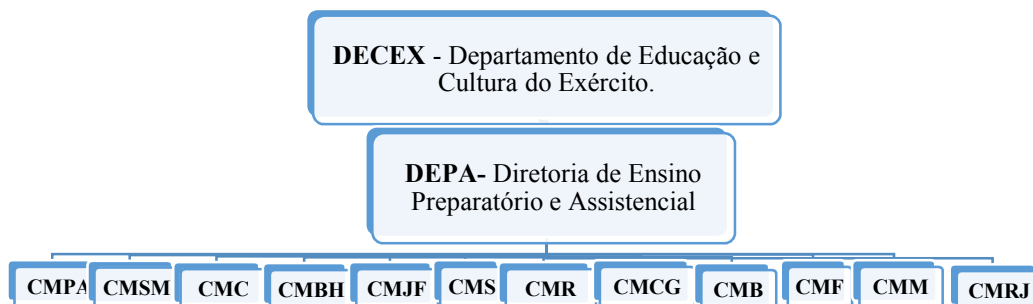 DECEX - Departamento de Educação e
Cultura do Exército.
DEPA- Diretoria de Ensino
Preparatório e Assistencial
CMPA CMSM CMC CMBH CMJF CMS CMR CMCG CMB CMF CMM CMRJ